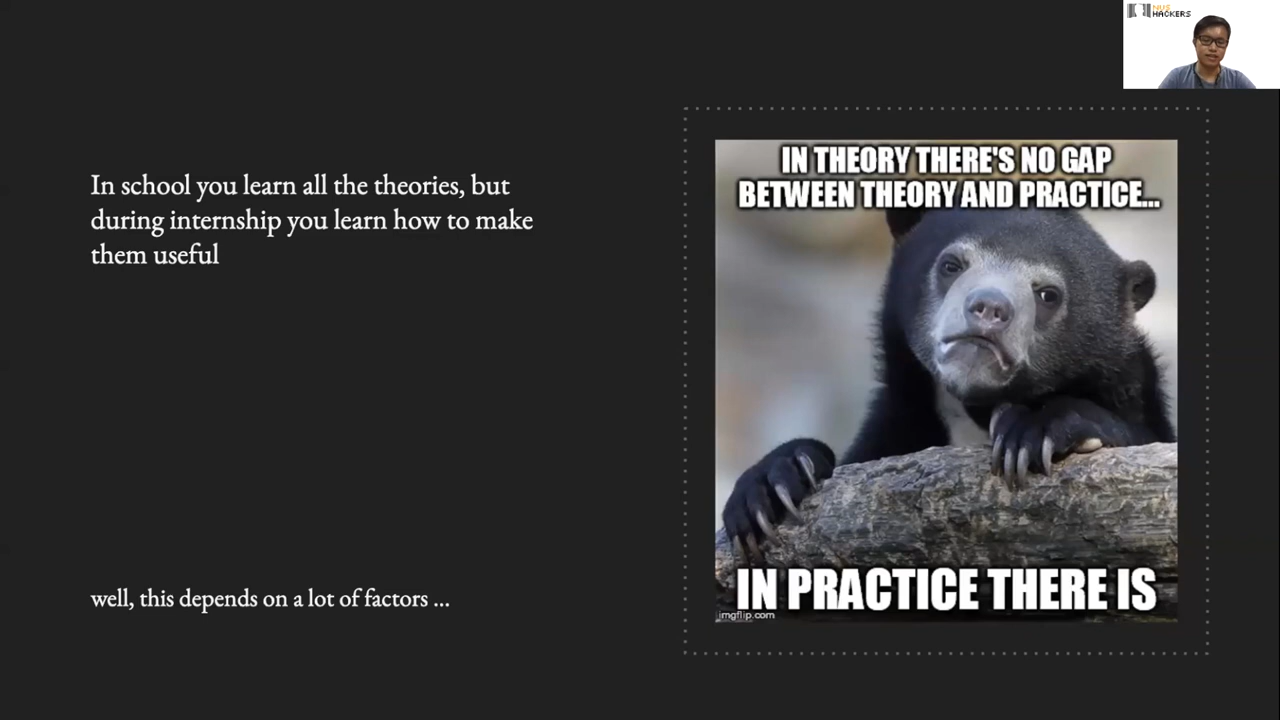 NUS
HACKERS
In school you learn all the theories, but
during internship you learn how to make
them useful
well, this depends on a lot of factors ...
IN THEORY THERE'S NO GAP
BETWEEN THEORY AND PRACTICE...
IN PRACTICE THERE IS
imgflip.com